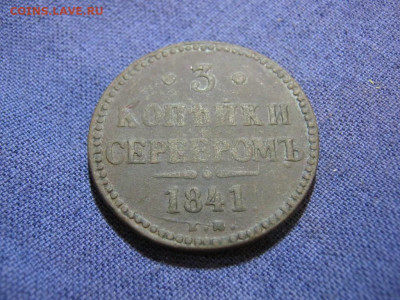 COINS.LAVE.RU
· 3 ·
КОПѢЙКИ
СЕРЕБРОМЪ
1841
Е.М.